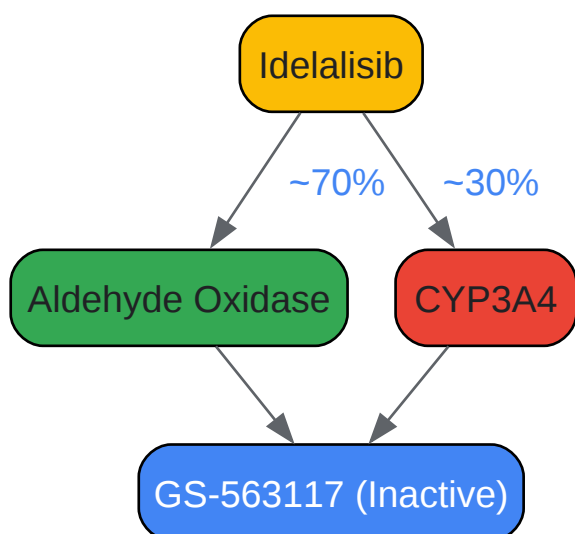 Idelalisib
~70%
~30%
Aldehyde Oxidase
CYP3A4
GS-563117 (Inactive)